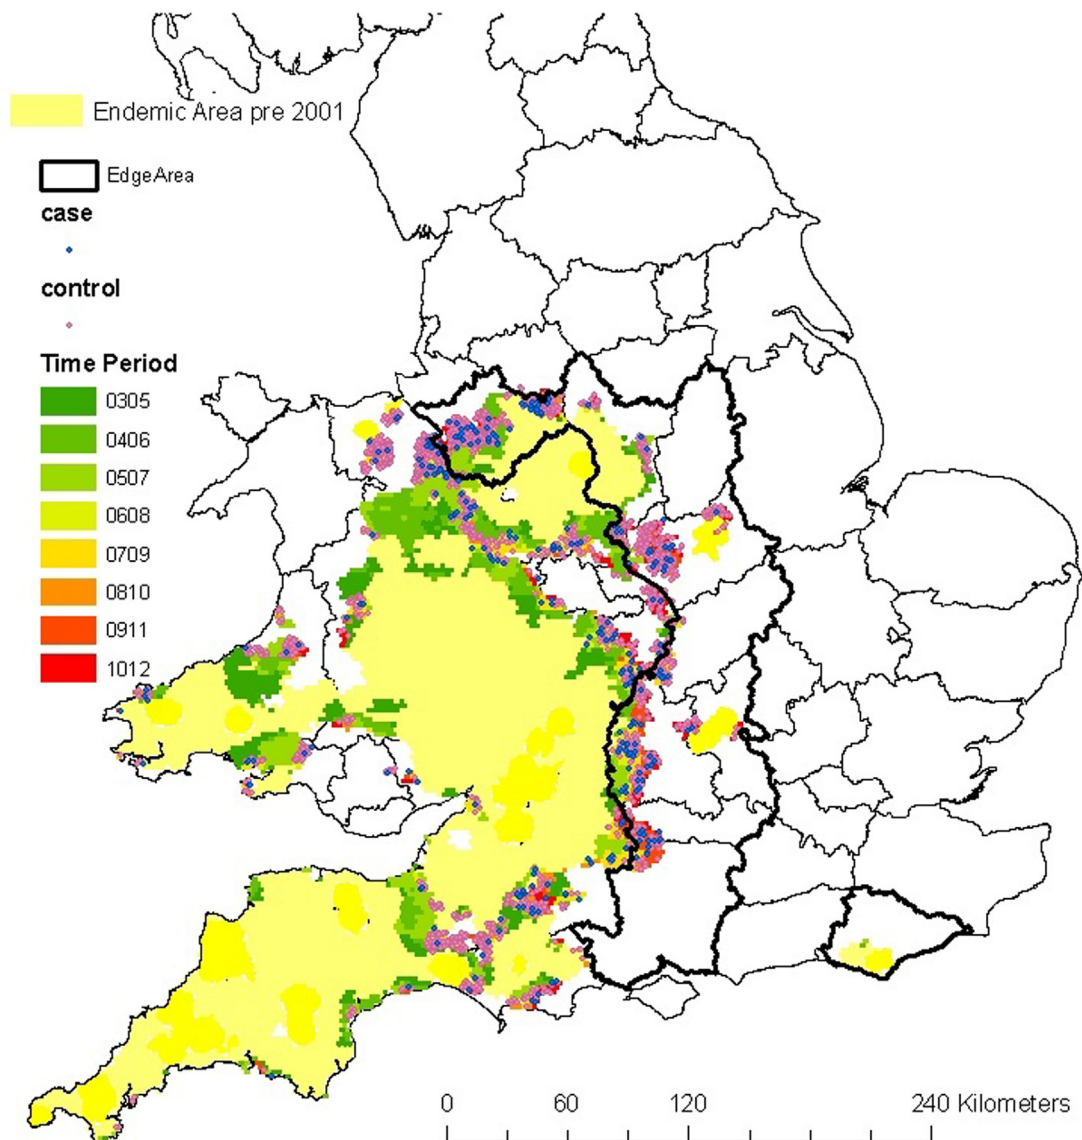 Endemic Area pre 2001
EdgeArea
case
control
Time Period
0305
0406
0507
0608
0709
0810
0911
1012
0 60 120 240 Kilometers